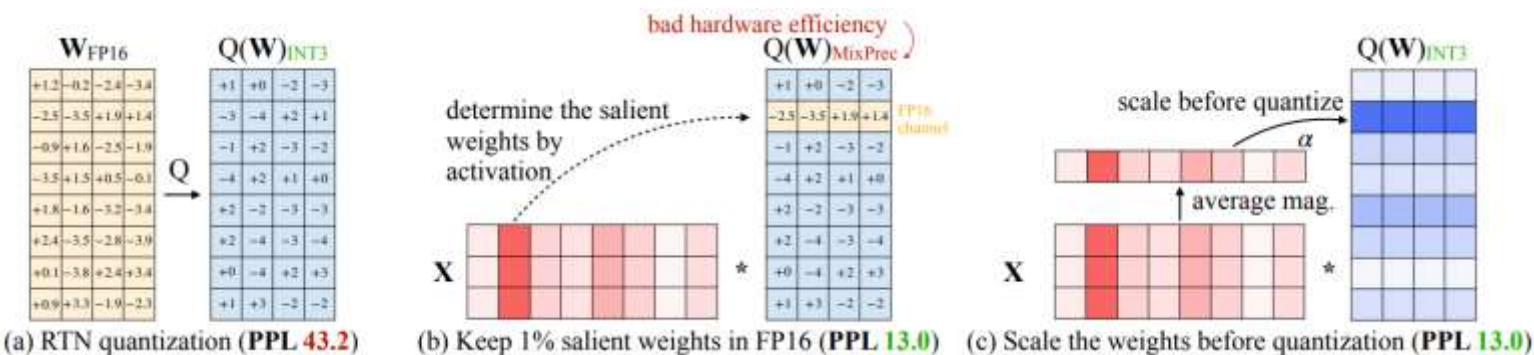 W FP16
+1.2 −0.2 −2.4 −3.4
−2.5 −3.5 +1.9 +1.4
−0.9 +1.6 −2.5 −1.9
−3.5 +1.5 +0.5 −0.1
+1.8 −1.6 −3.2 −3.4
+2.4 −3.5 −2.8 −3.9
+0.1 −3.8 +2.4 +3.4
+0.9 +3.3 −1.9 −2.3
Q
Q(W) INT3
+1 +0 −2 −3
−3 −4 +2 +1
−1 +2 −3 −2
−4 +2 +1 +0
+2 −2 −3 −3
+2 −4 −3 −4
+0 −4 +2 +3
+1 +3 −2 −2
(a) RTN quantization (PPL 43.2)
bad hardware efficiency
Q(W) MixPrec
determine the salient
weights by
activation
+1 +0 −2 −3
−2.5 −3.5 +1.9 +1.4
FP16
channel
−1 +2 −3 −2
−4 +2 +1 +0
+2 −2 −3 −3
+2 −4 −3 −4
+0 −4 +2 +3
+1 +3 −2 −2
X
*
(b) Keep 1% salient weights in FP16 (PPL 13.0)
Q(W) INT3
scale before quantize
α
average mag.
X
*
(c) Scale the weights before quantization (PPL 13.0)